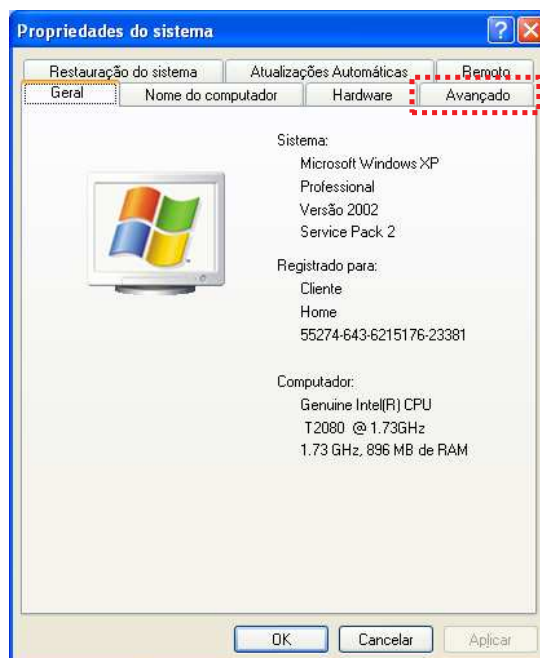 Propriedades do sistema
Restauração do sistema Atualizações Automáticas Remoto
Geral Nome do computador Hardware Avançado
Sistema:
Microsoft Windows XP
Professional
Versão 2002
Service Pack 2
Registrado para:
Cliente
Home
55274-643-6215176-23381
Computador:
Genuine Intel(R) CPU
T2080 @ 1.73GHz
1.73 GHz, 896 MB de RAM
OK Cancelar Aplicar